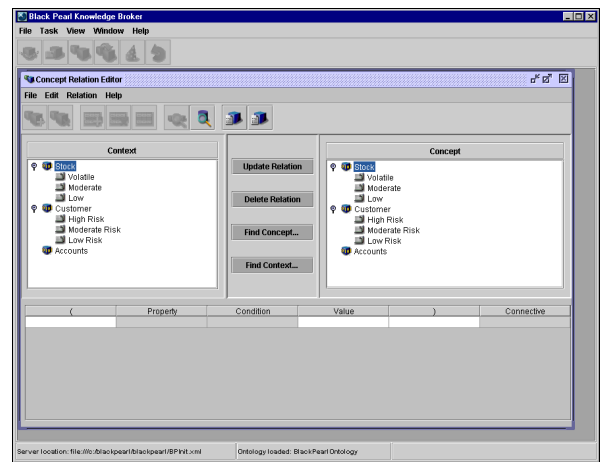 Black Pearl Knowledge Broker
File Task View Window Help
Concept Relation Editor
File Edit Relation Help
Context
Stock
Volatile
Moderate
Low
Customer
High Risk
Moderate Risk
Low Risk
Accounts
Update Relation
Delete Relation
Find Concept...
Find Context...
Concept
Stock
Volatile
Moderate
Low
Customer
High Risk
Moderate Risk
Low Risk
Accounts
( Property Condition Value ) Connective
Server location: file:///c:/blackpearl/blackpearl/BPInit.xml Ontology loaded: BlackPearl Ontology